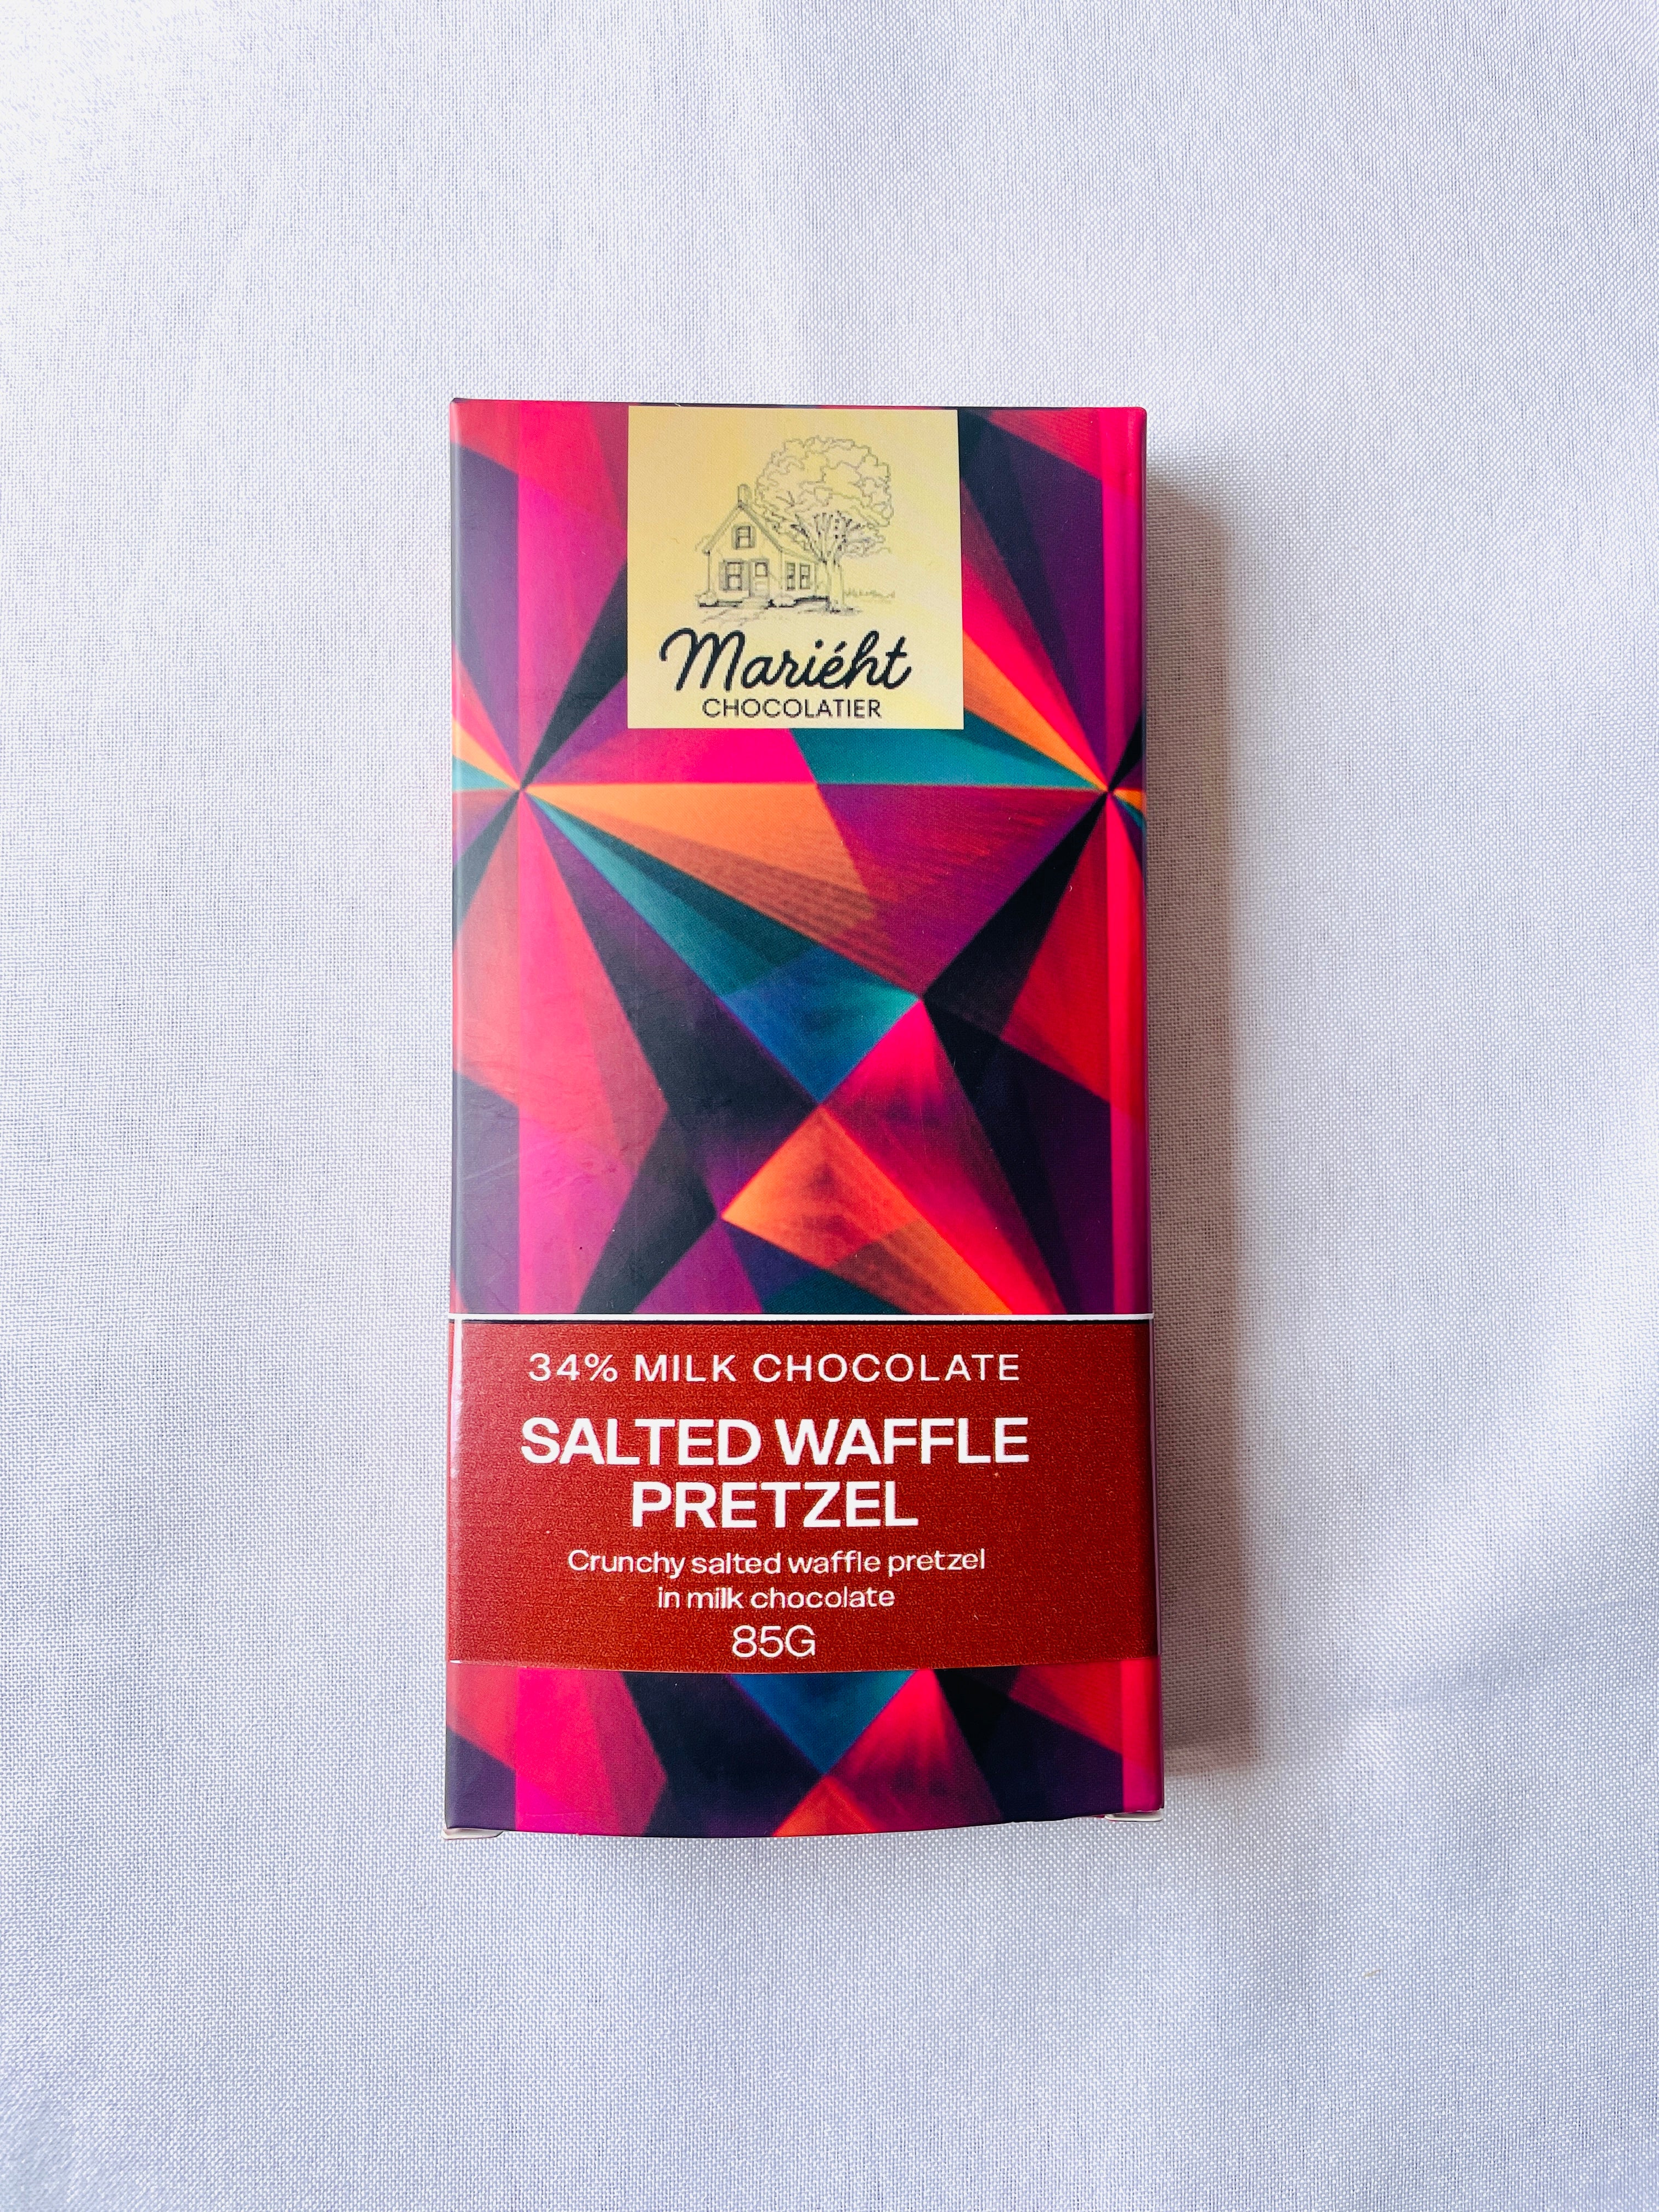 Mariéht
CHOCOLATIER
34% MILK CHOCOLATE
SALTED WAFFLE
PRETZEL
Crunchy salted waffle pretzel
in milk chocolate
85G